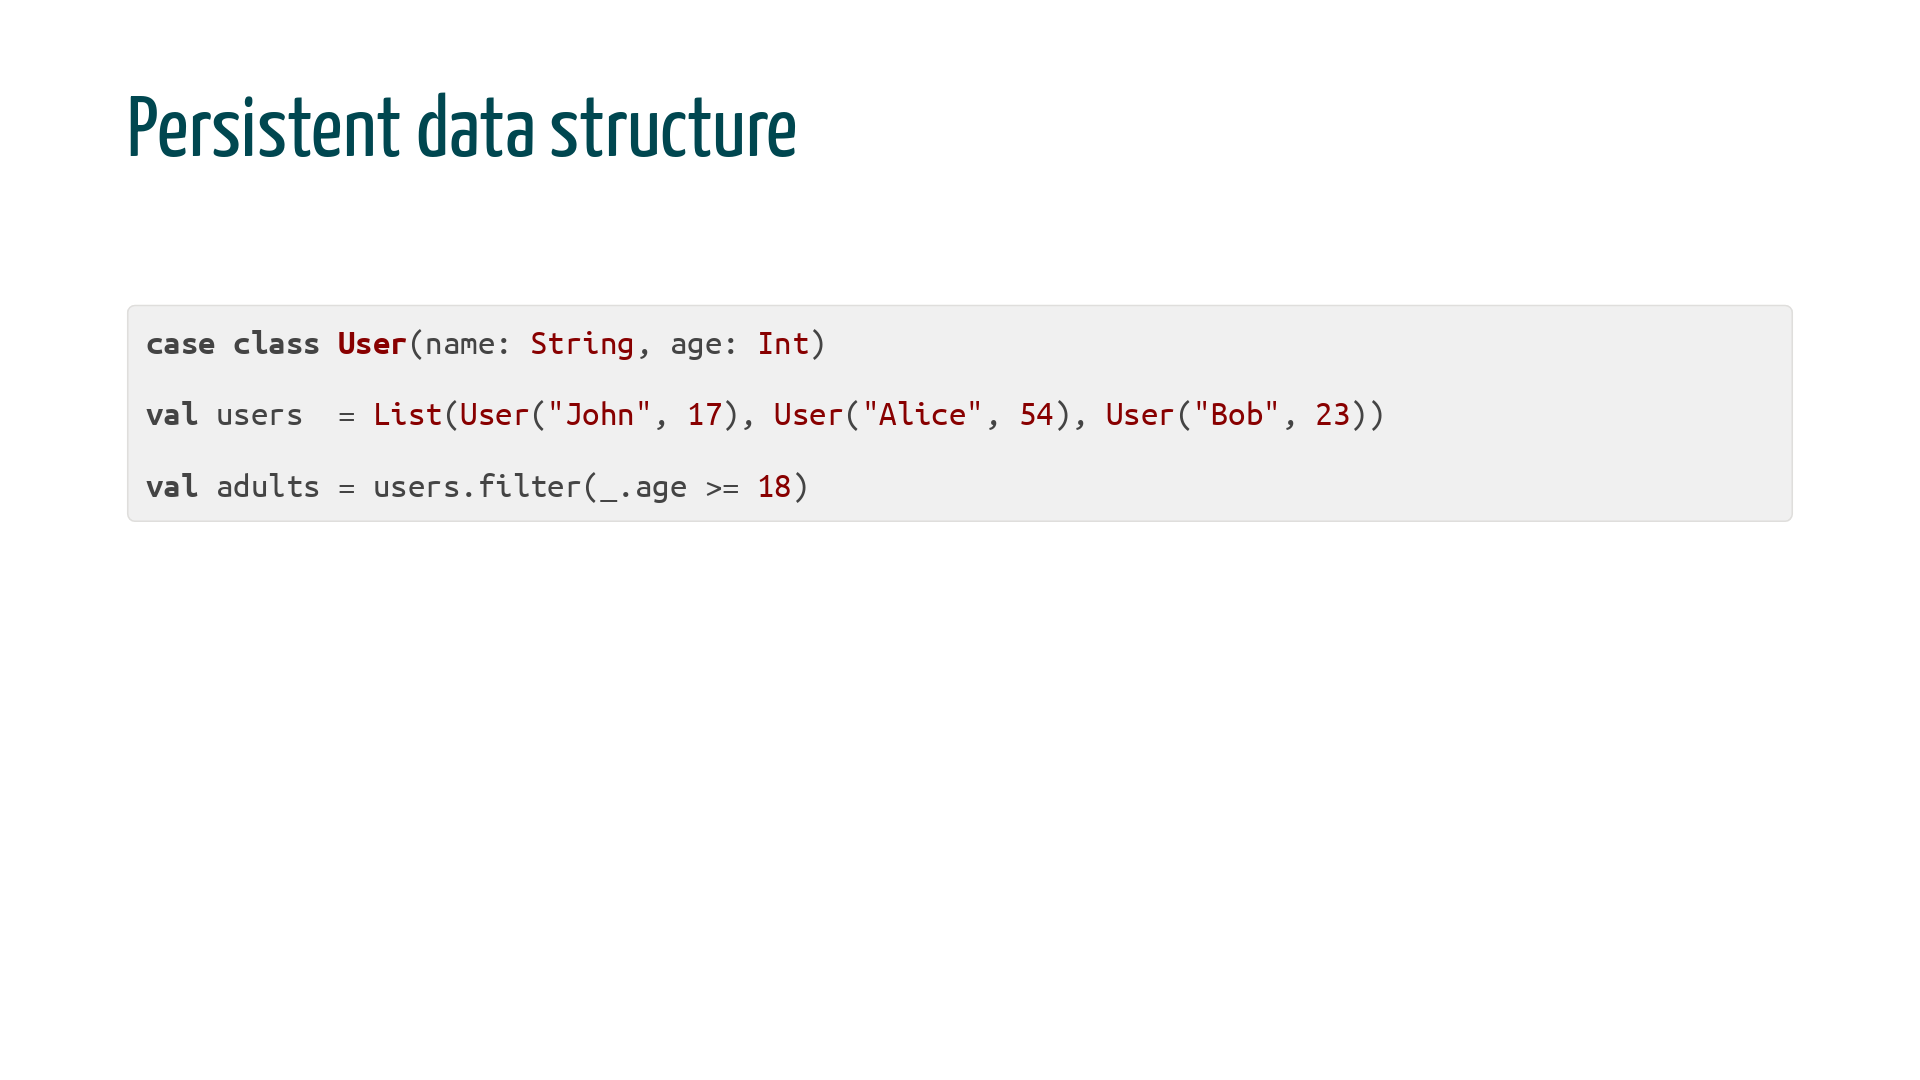 Persistent data structure
case class User(name: String, age: Int)
val users  = List(User("John", 17), User("Alice", 54), User("Bob", 23))
val adults = users.filter(_.age >= 18)